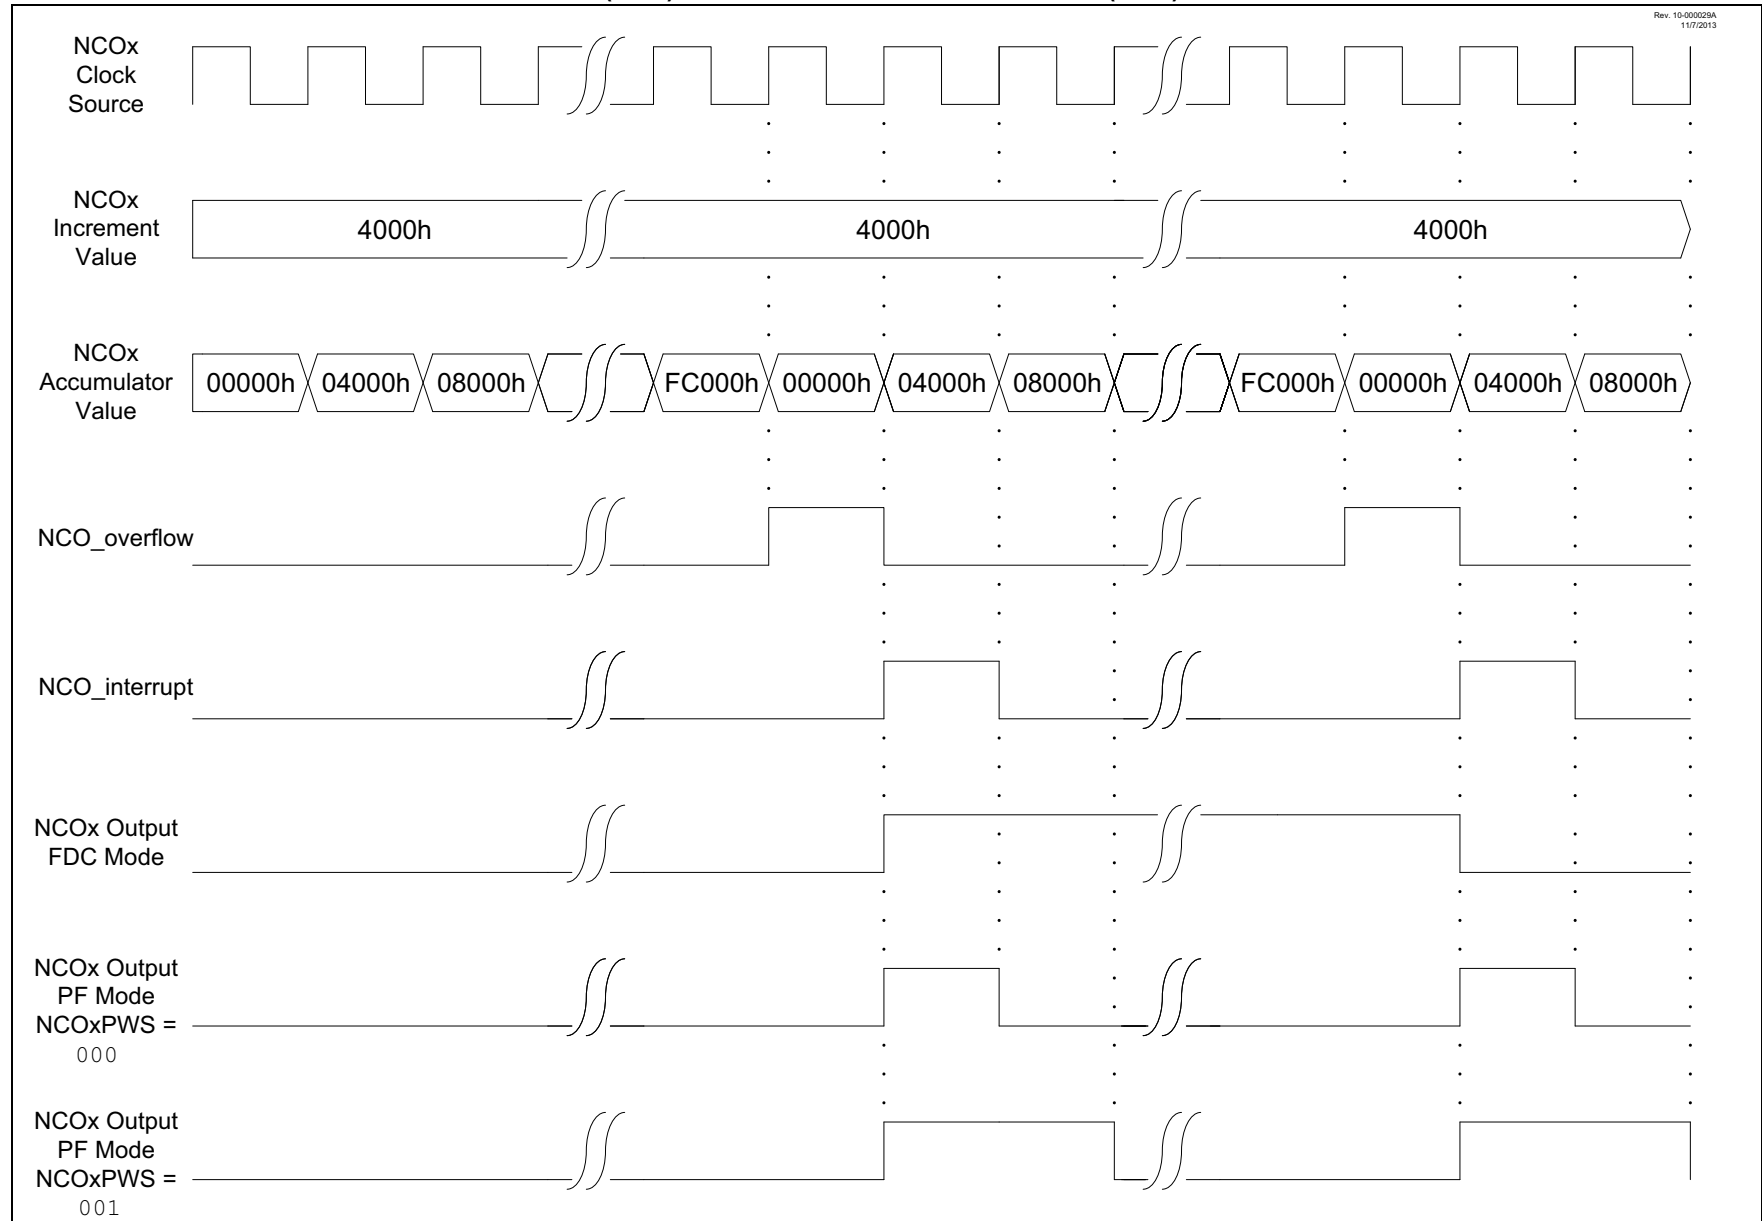 Rev. 10-000029A
11/7/2013
NCOx
Clock
Source
NCOx
Increment
Value
4000h
4000h
4000h
NCOx
Accumulator
Value
00000h
04000h
08000h
FC000h
00000h
04000h
08000h
FC000h
00000h
04000h
08000h
NCO_overflow
NCO_interrupt
NCOx Output
FDC Mode
NCOx Output
PF Mode
NCOxPWS =
000
NCOx Output
PF Mode
NCOxPWS =
001